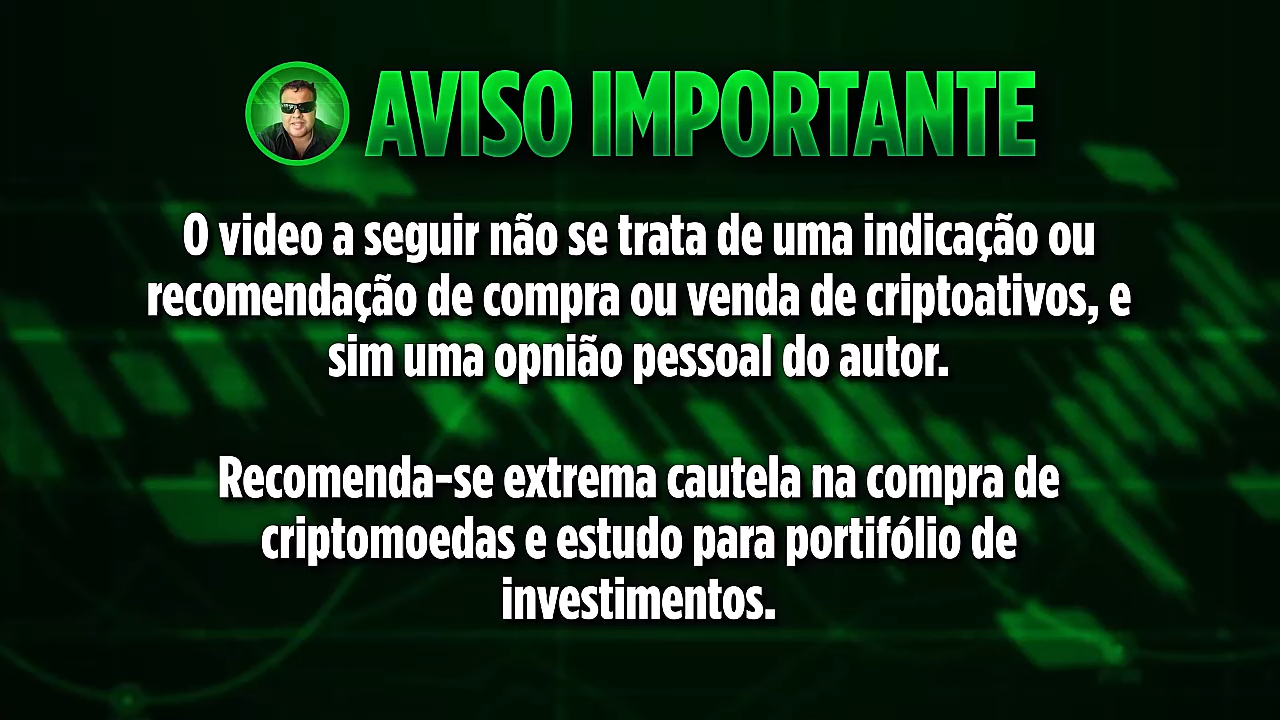 AVISO IMPORTANTE
O video a seguir não se trata de uma indicação ou
recomendação de compra ou venda de criptoativos, e
sim uma opnião pessoal do autor.
Recomenda-se extrema cautela na compra de
criptomoedas e estudo para portifólio de
investimentos.